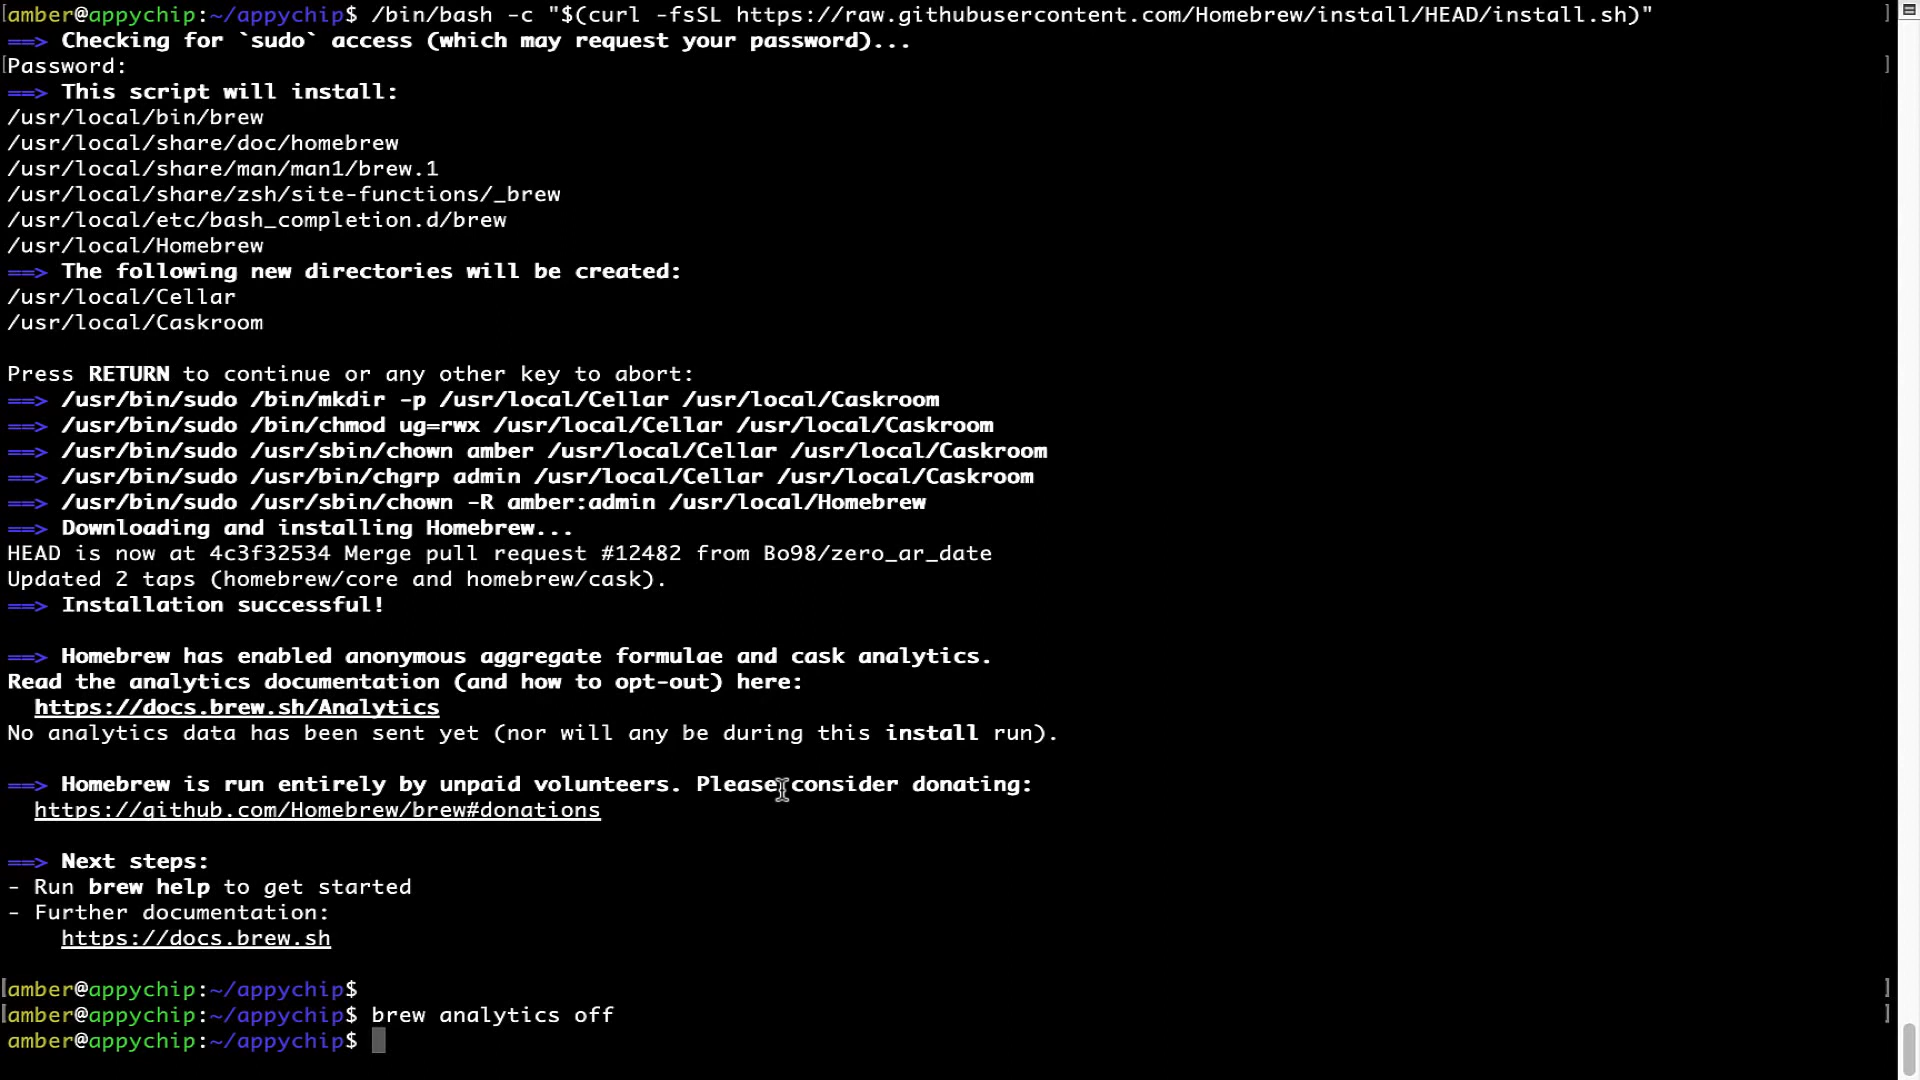 amber@appychip:~/appychip$ /bin/bash -c "$(curl -fsSL https://raw.githubusercontent.com/Homebrew/install/HEAD/install.sh)"
==> Checking for `sudo` access (which may request your password)...
Password:
==> This script will install:
/usr/local/bin/brew
/usr/local/share/doc/homebrew
/usr/local/share/man/man1/brew.1
/usr/local/share/zsh/site-functions/_brew
/usr/local/etc/bash_completion.d/brew
/usr/local/Homebrew
==> The following new directories will be created:
/usr/local/Cellar
/usr/local/Caskroom
Press RETURN to continue or any other key to abort:
==> /usr/bin/sudo /bin/mkdir -p /usr/local/Cellar /usr/local/Caskroom
==> /usr/bin/sudo /bin/chmod ug=rwx /usr/local/Cellar /usr/local/Caskroom
==> /usr/bin/sudo /usr/sbin/chown amber /usr/local/Cellar /usr/local/Caskroom
==> /usr/bin/sudo /usr/bin/chgrp admin /usr/local/Cellar /usr/local/Caskroom
==> /usr/bin/sudo /usr/sbin/chown -R amber:admin /usr/local/Homebrew
==> Downloading and installing Homebrew...
HEAD is now at 4c3f32534 Merge pull request #12482 from Bo98/zero_ar_date
Updated 2 taps (homebrew/core and homebrew/cask).
==> Installation successful!
==> Homebrew has enabled anonymous aggregate formulae and cask analytics.
Read the analytics documentation (and how to opt-out) here:
https://docs.brew.sh/Analytics
No analytics data has been sent yet (nor will any be during this install run).
==> Homebrew is run entirely by unpaid volunteers. Please consider donating:
https://github.com/Homebrew/brew#donations
==> Next steps:
- Run brew help to get started
- Further documentation:
https://docs.brew.sh
amber@appychip:~/appychip$
amber@appychip:~/appychip$ brew analytics off
amber@appychip:~/appychip$